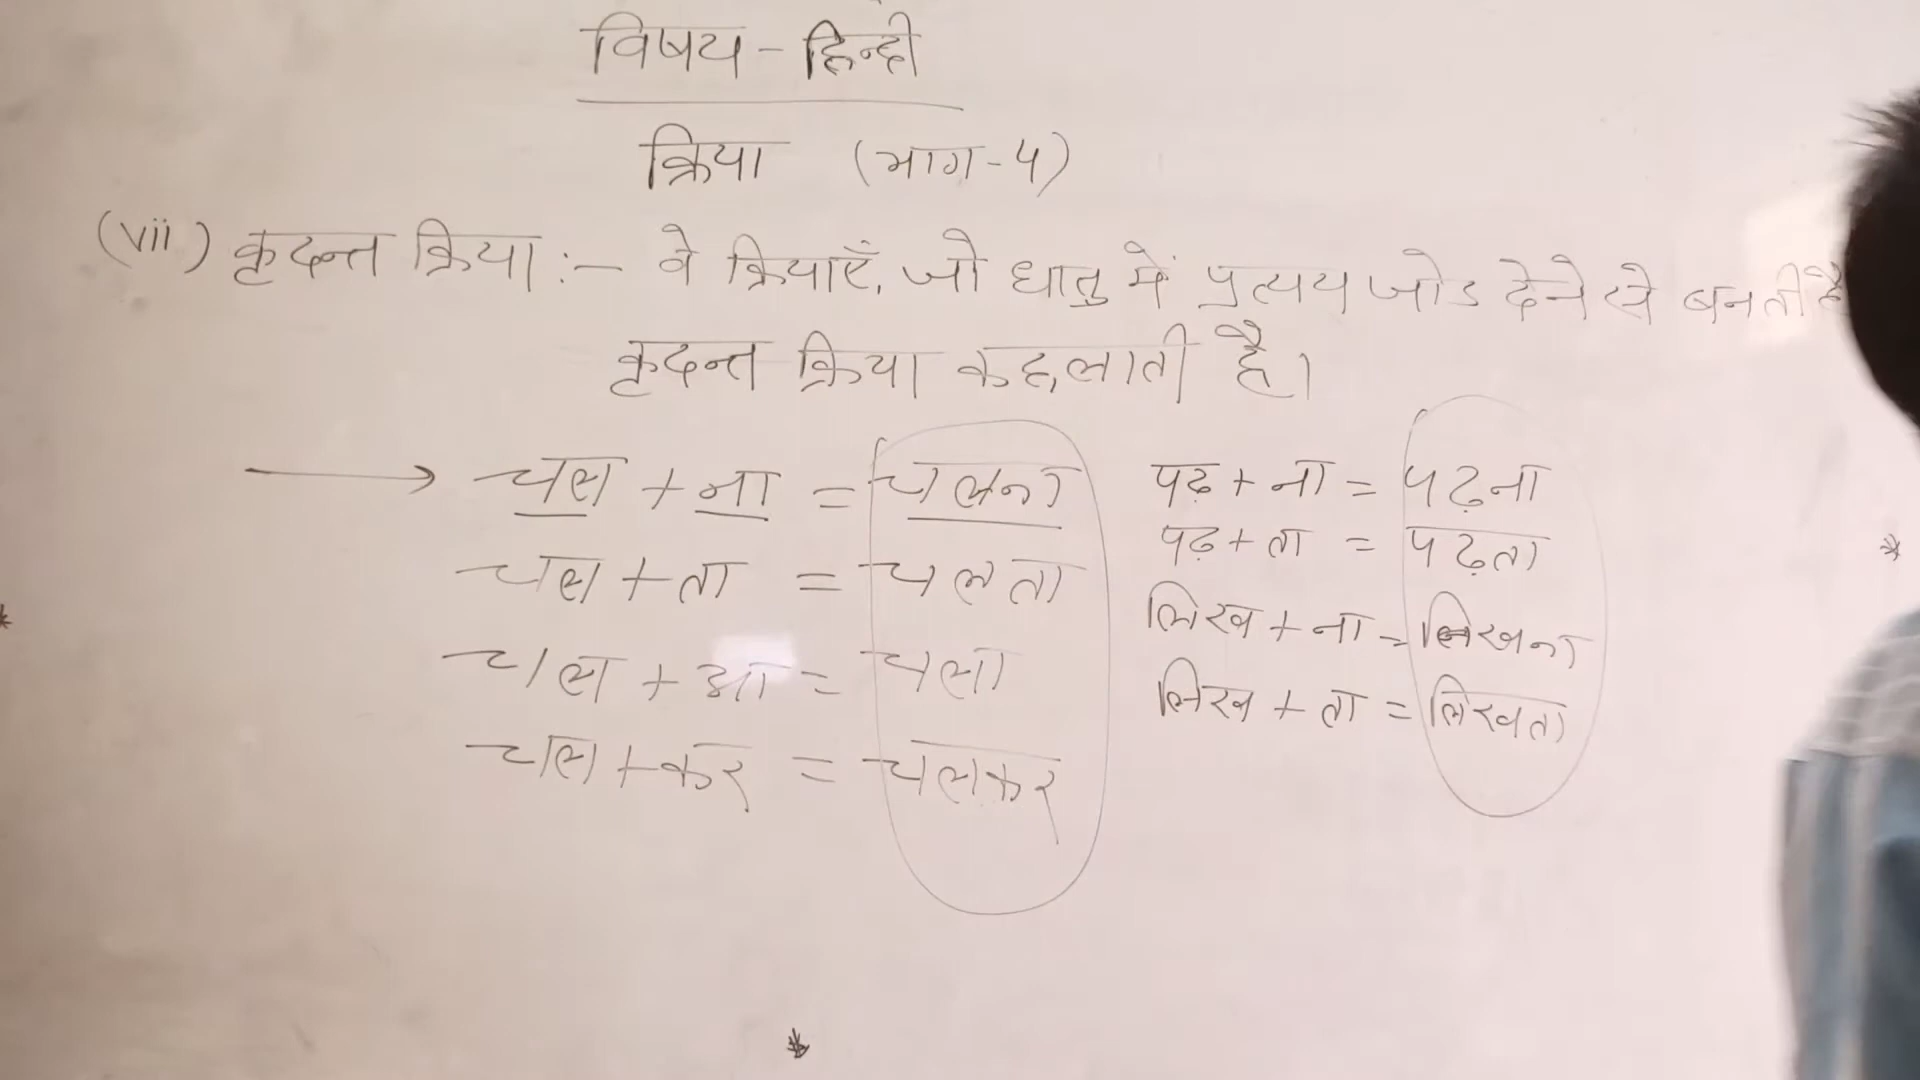 विषय - हिन्दी
क्रिया (भाग-4)
(vii) कृदन्त क्रिया :- वे क्रियाएँ, जो धातु में प्रत्यय जोड देने से बनती है
कृदन्त क्रिया कहलाती है।
चल + ना = चलना
चल + ता = चलता
चल + आ = चला
चल + कर = चलकर
पढ़ + ना = पढ़ना
पढ़ + ता = पढ़ता
लिख + ना = लिखना
लिख + ता = लिखता